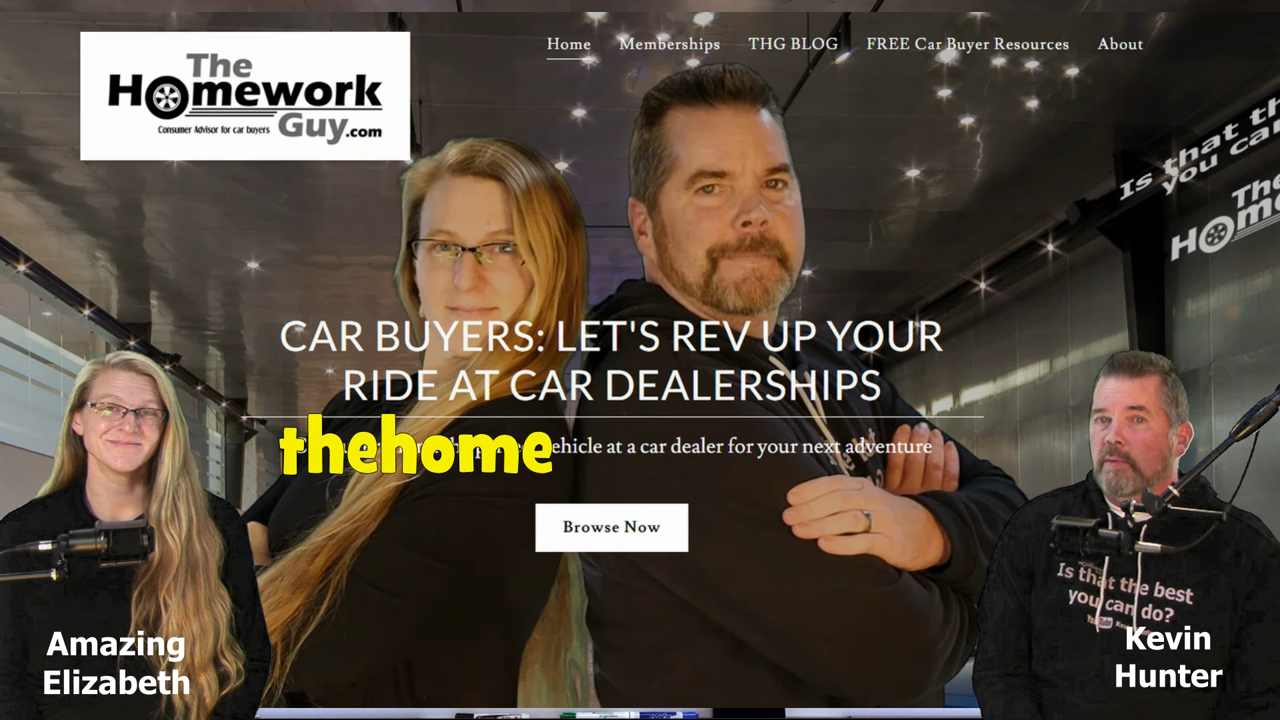 The
Homework
Guy.com
Consumer Advisor for car buyers
Home Memberships THG BLOG FREE Car Buyer Resources About
Is that th
you can
The
Home
CAR BUYERS: LET'S REV UP YOUR
RIDE AT CAR DEALERSHIPS
thehome
vehicle at a car dealer for your next adventure
Browse Now
Is that the best
you can do?
Amazing
Elizabeth
Kevin
Hunter